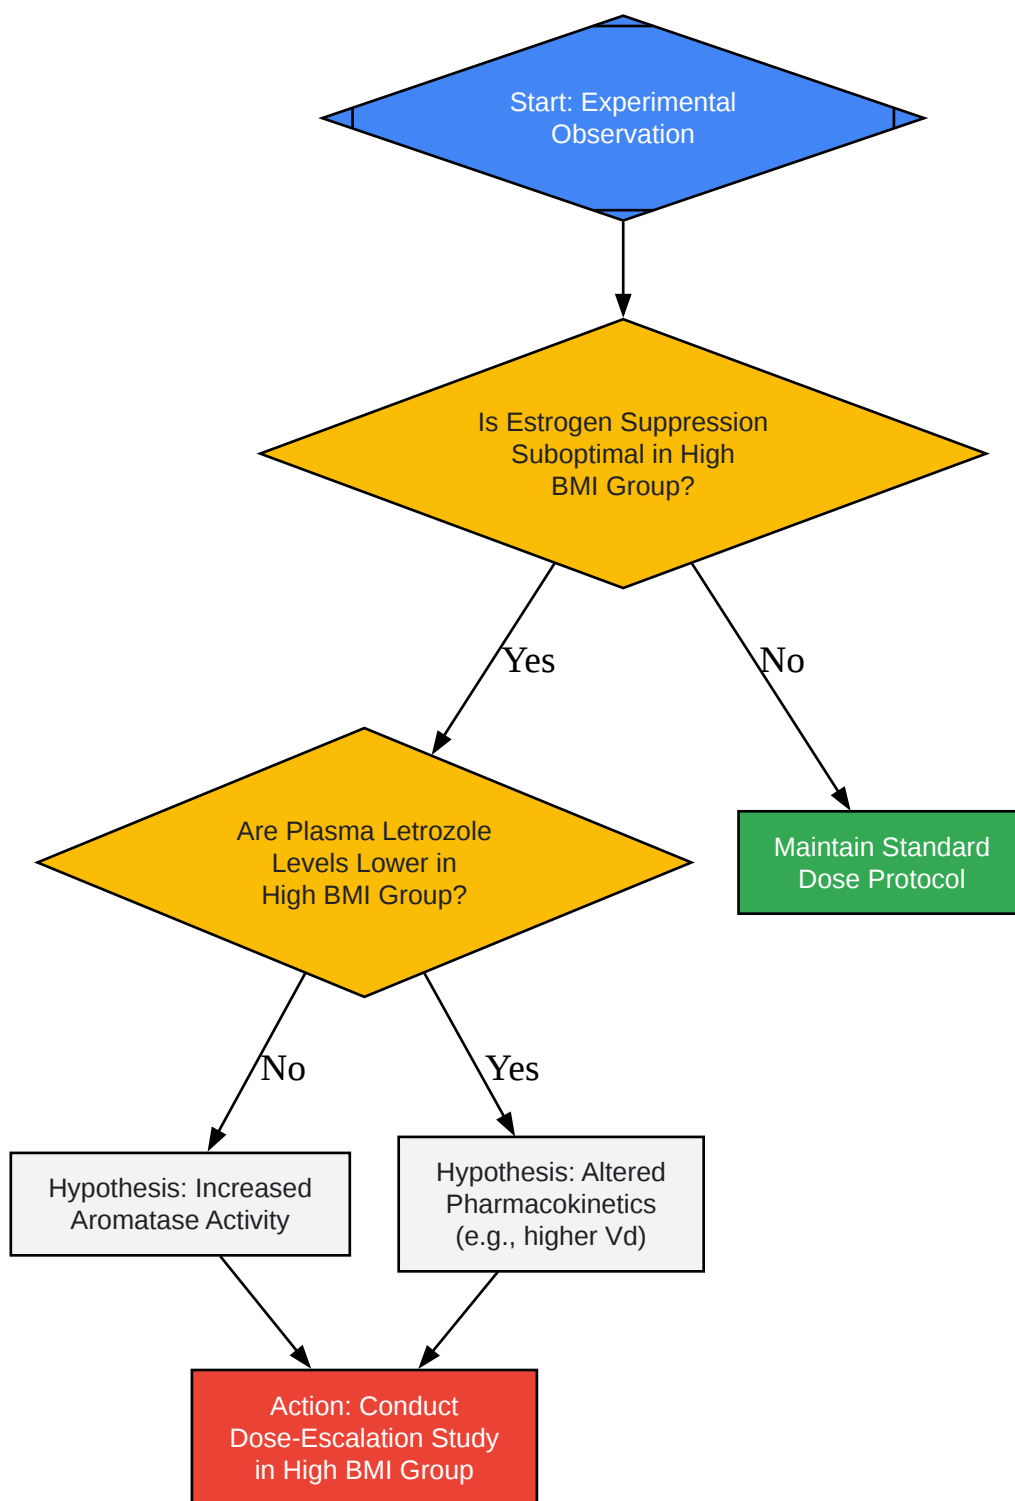 Start: Experimental
Observation
Is Estrogen Suppression
Suboptimal in High
BMI Group?
Yes
No
Are Plasma Letrozole
Levels Lower in
High BMI Group?
Maintain Standard
Dose Protocol
No
Yes
Hypothesis: Increased
Aromatase Activity
Hypothesis: Altered
Pharmacokinetics
(e.g., higher Vd)
Action: Conduct
Dose-Escalation Study
in High BMI Group